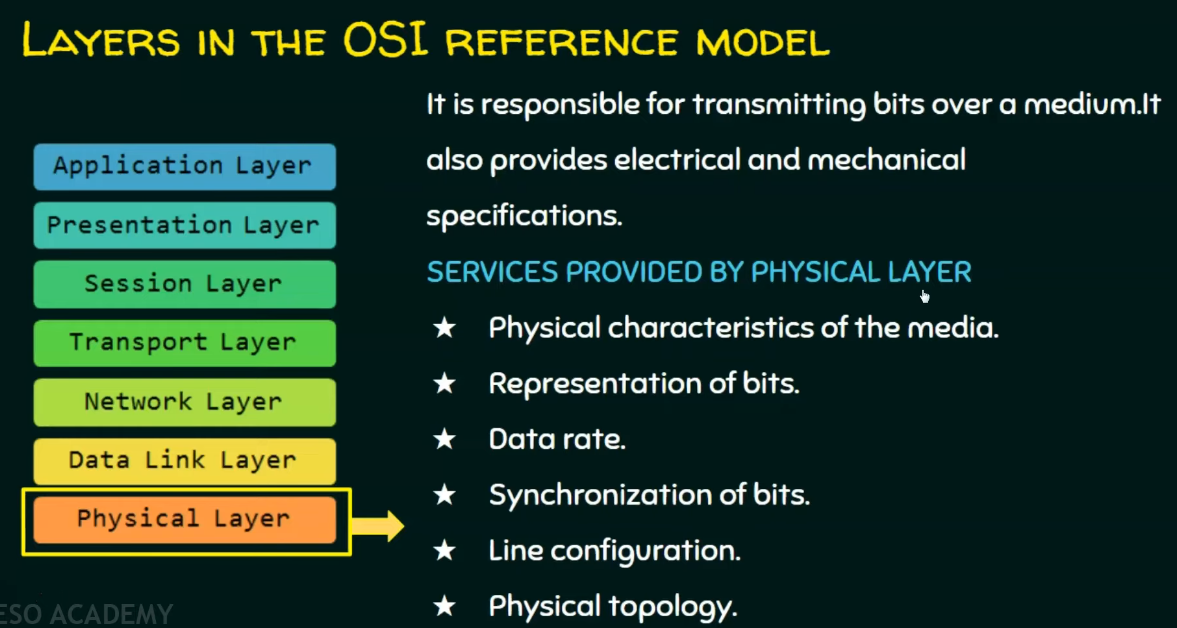 LAYERS IN THE OSI REFERENCE MODEL
It is responsible for transmitting bits over a medium.It
also provides electrical and mechanical
specifications.
SERVICES PROVIDED BY PHYSICAL LAYER
★ Physical characteristics of the media.
★ Representation of bits.
★ Data rate.
★ Synchronization of bits.
★ Line configuration.
★ Physical topology.
Application Layer
Presentation Layer
Session Layer
Transport Layer
Network Layer
Data Link Layer
Physical Layer
ESO ACADEMY